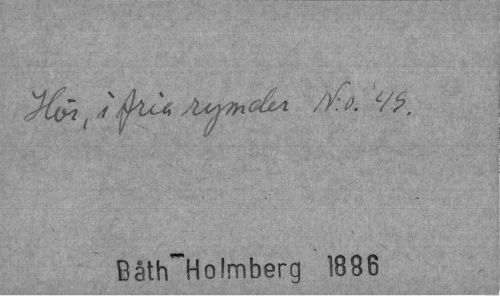 Hör, i fria rymder N:o. 45.
Båth-Holmberg 1886